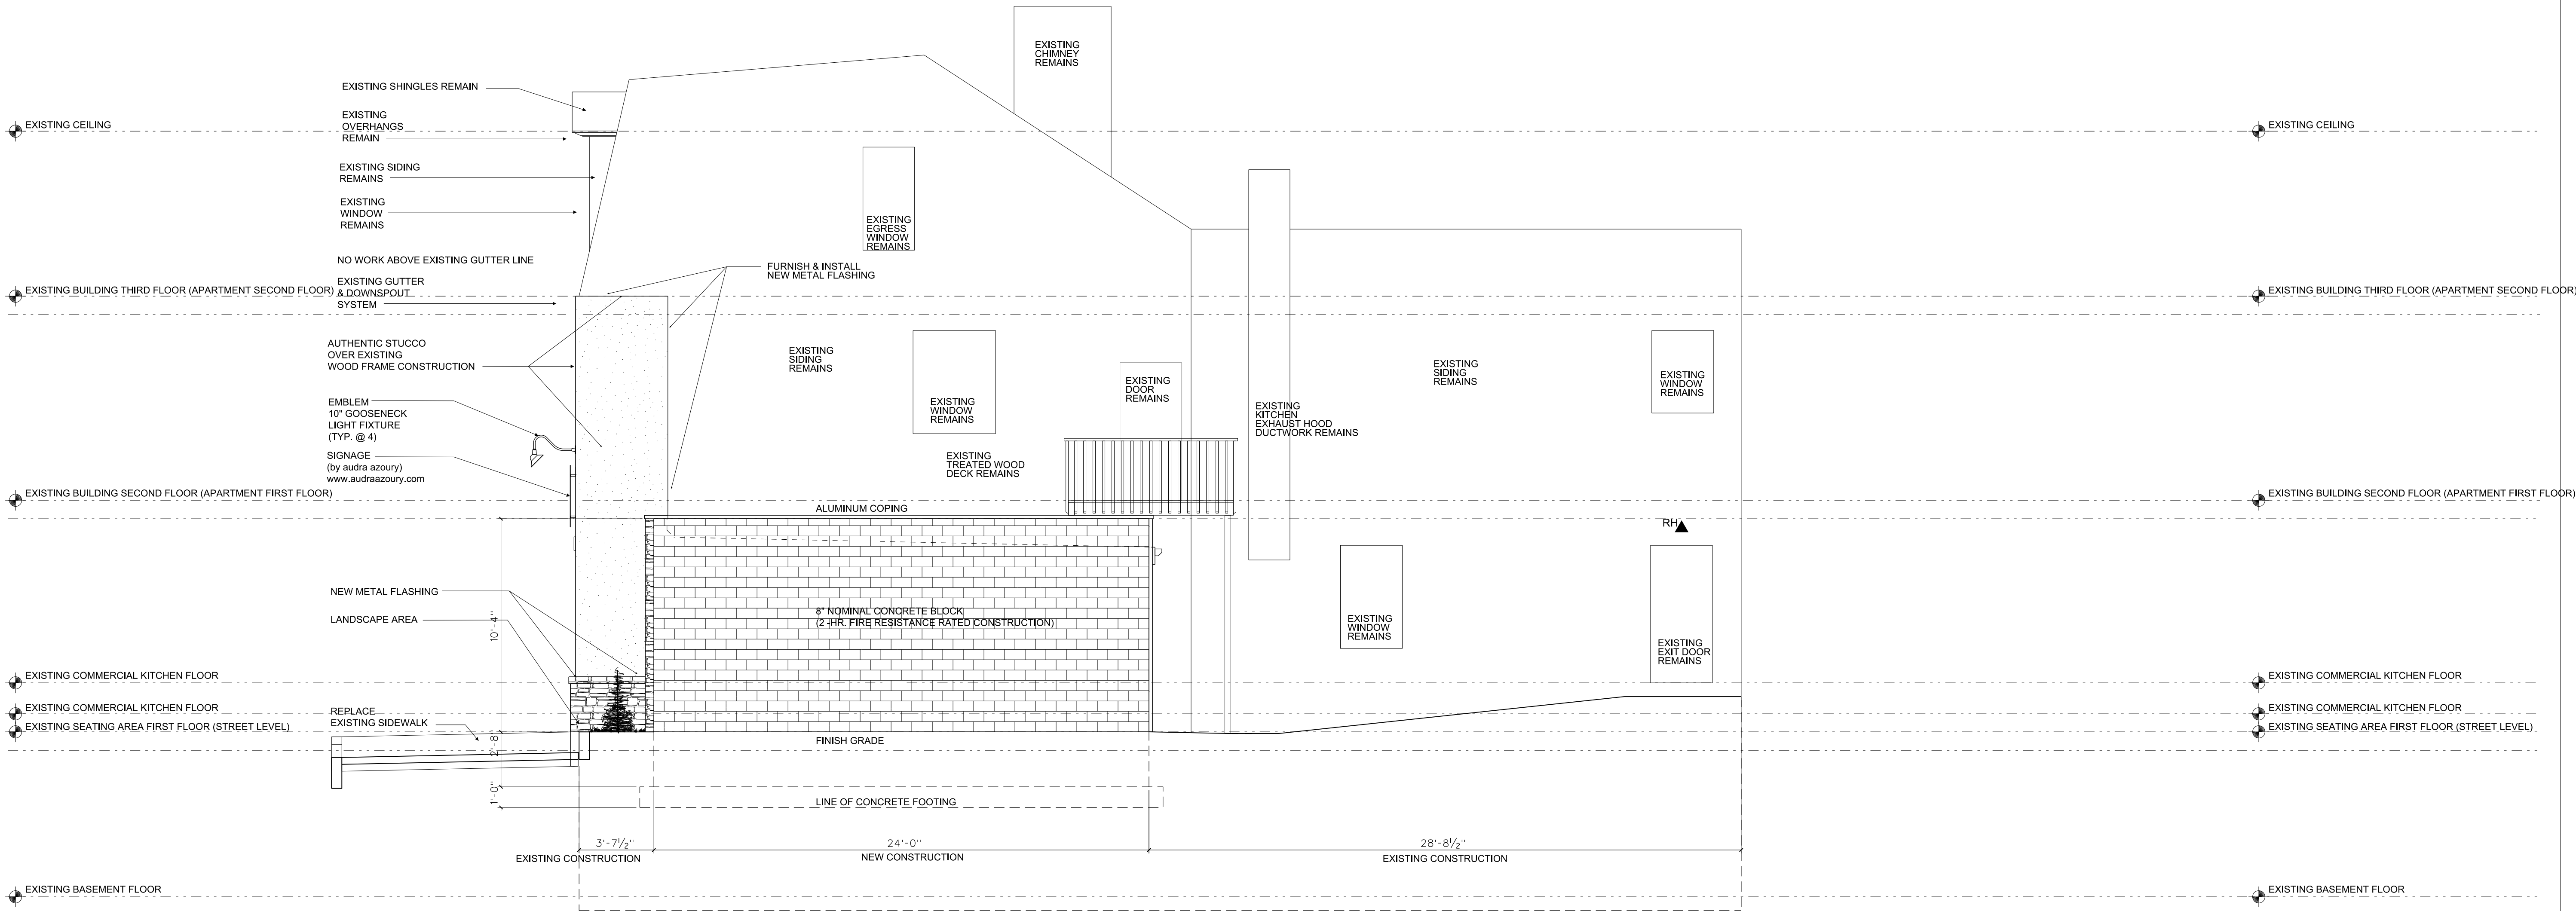 EXISTING
CHIMNEY
REMAINS
EXISTING SHINGLES REMAIN
EXISTING
OVERHANGS
REMAIN
EXISTING CEILING
EXISTING CEILING
EXISTING SIDING
REMAINS
EXISTING
WINDOW
REMAINS
EXISTING
EGRESS
WINDOW
REMAINS
NO WORK ABOVE EXISTING GUTTER LINE
FURNISH & INSTALL
NEW METAL FLASHING
EXISTING BUILDING THIRD FLOOR (APARTMENT SECOND FLOOR)
EXISTING GUTTER
& DOWNSPOUT
SYSTEM
EXISTING BUILDING THIRD FLOOR (APARTMENT SECOND FLOOR)
AUTHENTIC STUCCO
OVER EXISTING
WOOD FRAME CONSTRUCTION
EXISTING
SIDING
REMAINS
EXISTING
WINDOW
REMAINS
EXISTING
DOOR
REMAINS
EXISTING
KITCHEN
EXHAUST HOOD
DUCTWORK REMAINS
EXISTING
SIDING
REMAINS
EXISTING
WINDOW
REMAINS
EMBLEM
10" GOOSENECK
LIGHT FIXTURE
(TYP. @ 4)
SIGNAGE
(by audra azoury)
www.audraazoury.com
EXISTING
TREATED WOOD
DECK REMAINS
EXISTING BUILDING SECOND FLOOR (APARTMENT FIRST FLOOR)
EXISTING BUILDING SECOND FLOOR (APARTMENT FIRST FLOOR)
ALUMINUM COPING
RH
NEW METAL FLASHING
LANDSCAPE AREA
10'-4"
8" NOMINAL CONCRETE BLOCK
(2 -HR. FIRE RESISTANCE RATED CONSTRUCTION)
EXISTING
WINDOW
REMAINS
EXISTING
EXIT DOOR
REMAINS
EXISTING COMMERCIAL KITCHEN FLOOR
EXISTING COMMERCIAL KITCHEN FLOOR
EXISTING COMMERCIAL KITCHEN FLOOR
REPLACE
EXISTING SIDEWALK
EXISTING COMMERCIAL KITCHEN FLOOR
EXISTING SEATING AREA FIRST FLOOR (STREET LEVEL)
EXISTING SEATING AREA FIRST FLOOR (STREET LEVEL)
2'-8"
FINISH GRADE
1'-0"
LINE OF CONCRETE FOOTING
3'-7½"
24'-0"
28'-8½"
EXISTING CONSTRUCTION
NEW CONSTRUCTION
EXISTING CONSTRUCTION
EXISTING BASEMENT FLOOR
EXISTING BASEMENT FLOOR